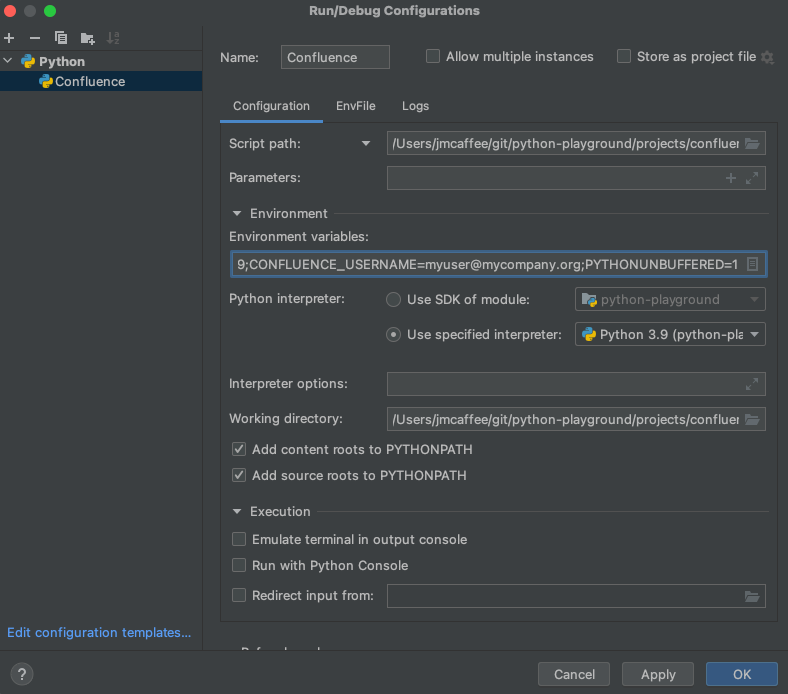 Run/Debug Configurations
Python
Confluence
Edit configuration templates...
Name: Confluence Allow multiple instances Store as project file
Configuration EnvFile Logs
Script path: /Users/jmcaffee/git/python-playground/projects/confluer
Parameters:
Environment
Environment variables:
9;CONFLUENCE_USERNAME=myuser@mycompany.org;PYTHONUNBUFFERED=1
Python interpreter: Use SDK of module: python-playground
Use specified interpreter: Python 3.9 (python-pla
Interpreter options:
Working directory: /Users/jmcaffee/git/python-playground/projects/confluer
Add content roots to PYTHONPATH
Add source roots to PYTHONPATH
Execution
Emulate terminal in output console
Run with Python Console
Redirect input from:
? Cancel Apply OK